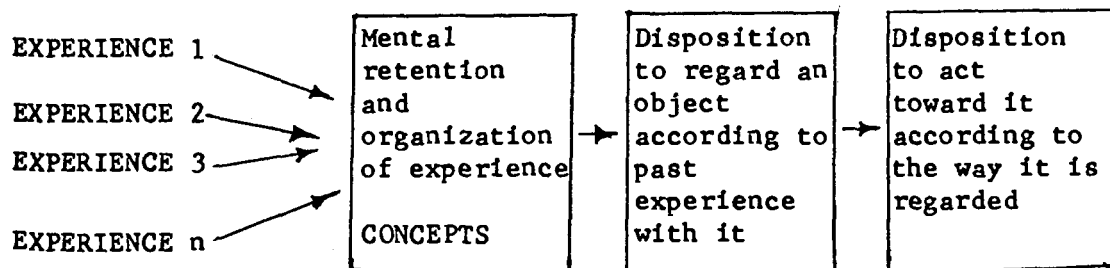 EXPERIENCE 1
EXPERIENCE 2
EXPERIENCE 3
EXPERIENCE n
Mental
retention
and
organization
of experience
CONCEPTS
Disposition
to regard an
object
according to
past
experience
with it
Disposition
to act
toward it
according to
the way it is
regarded